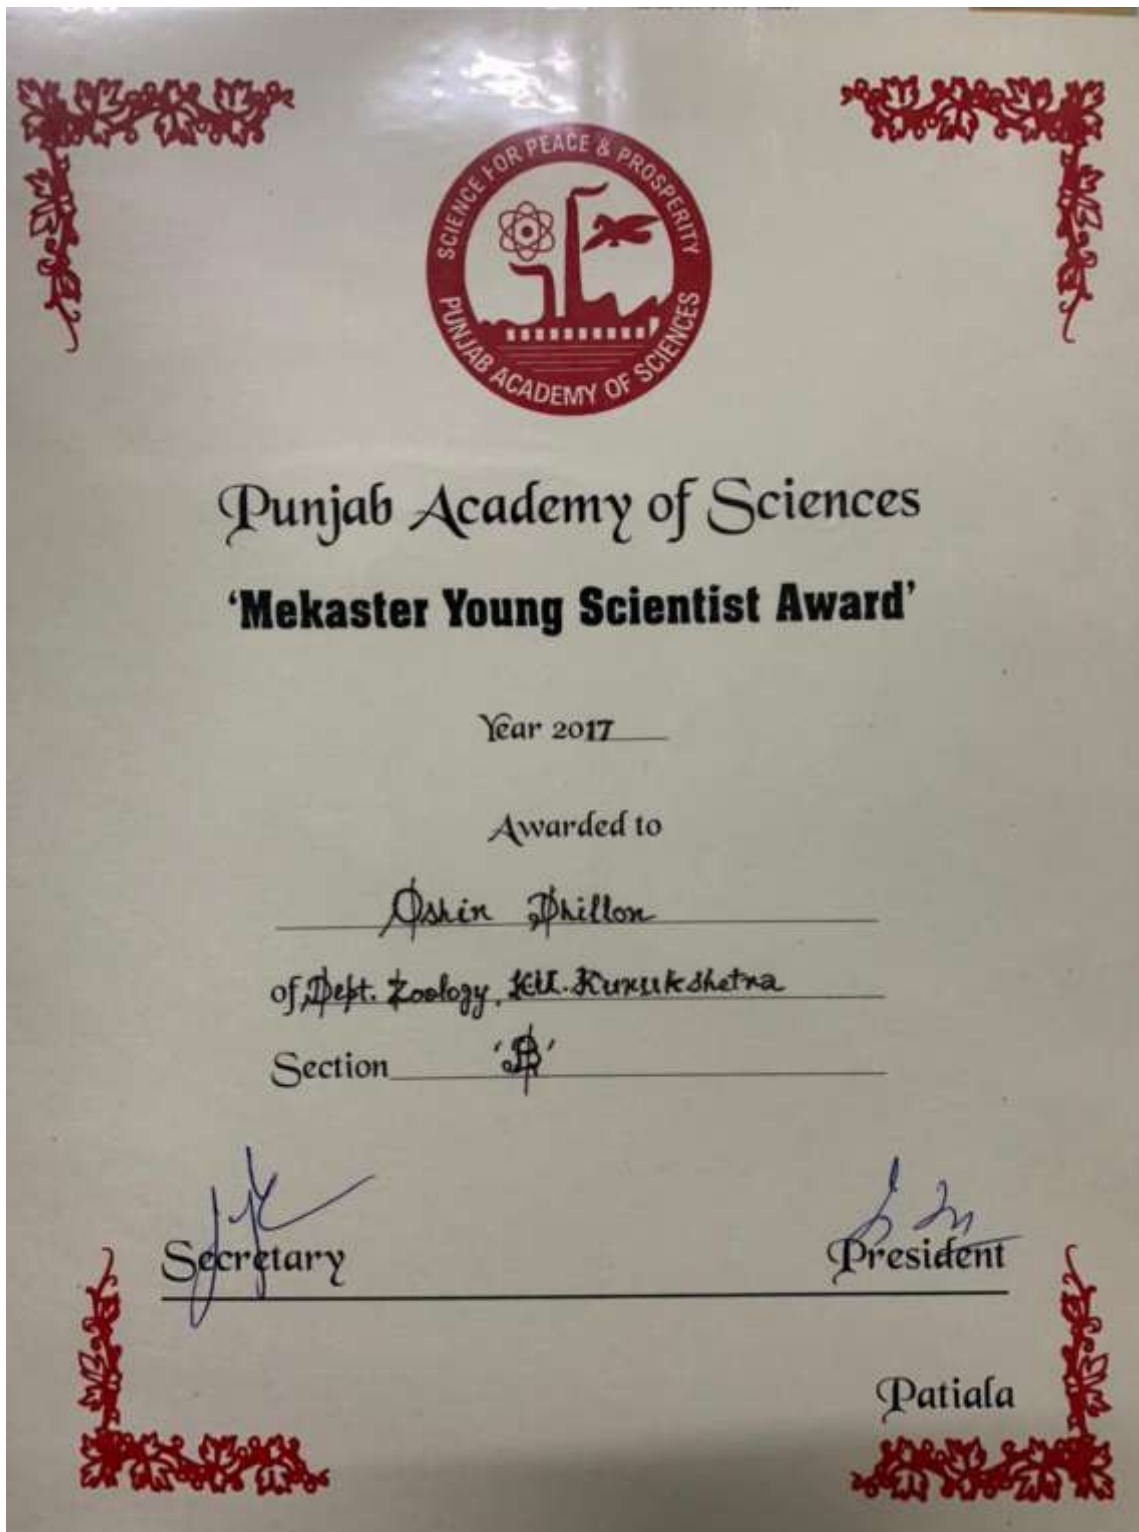 SCIENCE FOR PEACE & PROSPERITY
PUNJAB ACADEMY OF SCIENCES
Punjab Academy of Sciences
‘Mekaster Young Scientist Award’
Year 2017
Awarded to
Oshin Dhillon
of Dept. Zoology, KU. Kurukshetra
Section ‘B’
Secretary President
Patiala